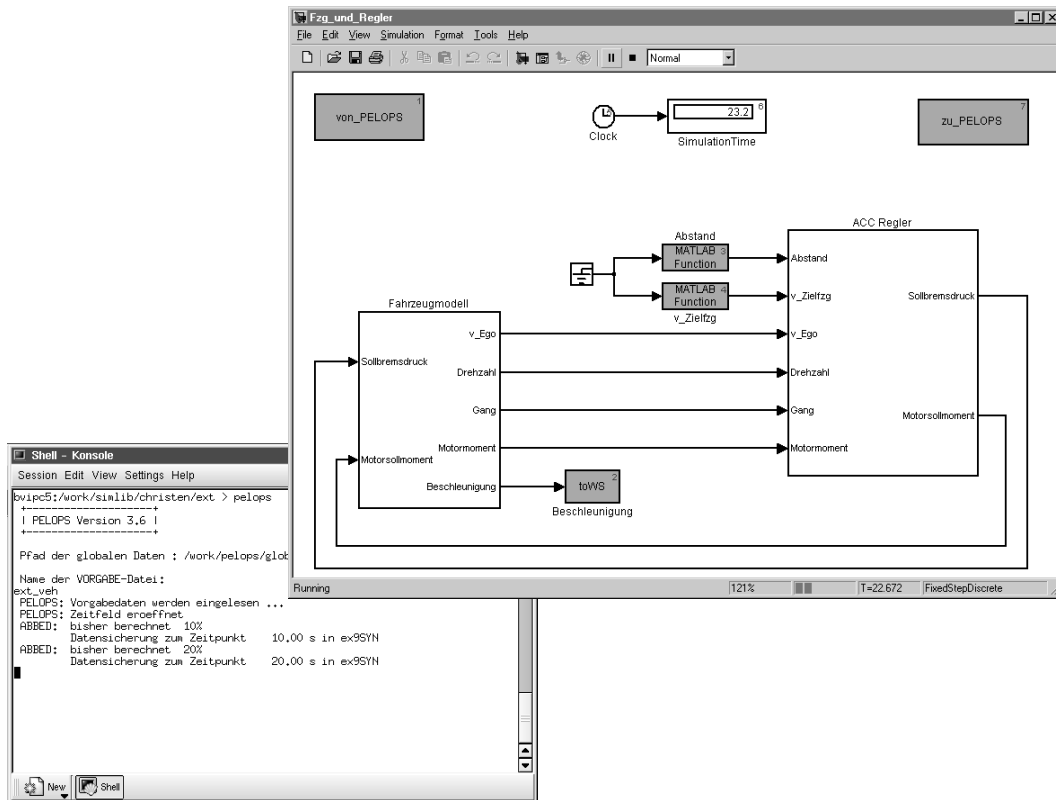 Fzg_und_Regler
File Edit View Simulation Format Tools Help
Normal
von_PELOPS
1
Clock
23.2
6
SimulationTime
zu_PELOPS
7
Abstand
MATLAB
Function
3
MATLAB
Function
4
v_Zielfzg
ACC Regler
Abstand
v_Zielfzg
v_Ego
Drehzahl
Gang
Motormoment
Sollbremsdruck
Motorsollmoment
Fahrzeugmodell
Sollbremsdruck
Motorsollmoment
v_Ego
Drehzahl
Gang
Motormoment
Beschleunigung
toWS
2
Beschleunigung
Running
121%
T=22.672
FixedStepDiscrete
Shell - Konsole
Session Edit View Settings Help
bvipc5:/work/simlib/christen/ext > pelops
+--------------------+
| PELOPS Version 3.6 |
+--------------------+
Pfad der globalen Daten : /work/pelops/glob
Name der VORGABE-Datei:
ext_veh
PELOPS: Vorgabedaten werden eingelesen ...
PELOPS: Zeitfeld eroeffnet
ABBED: bisher berechnet 10%
Datensicherung zum Zeitpunkt 10.00 s in ex9SYN
ABBED: bisher berechnet 20%
Datensicherung zum Zeitpunkt 20.00 s in ex9SYN
New
Shell